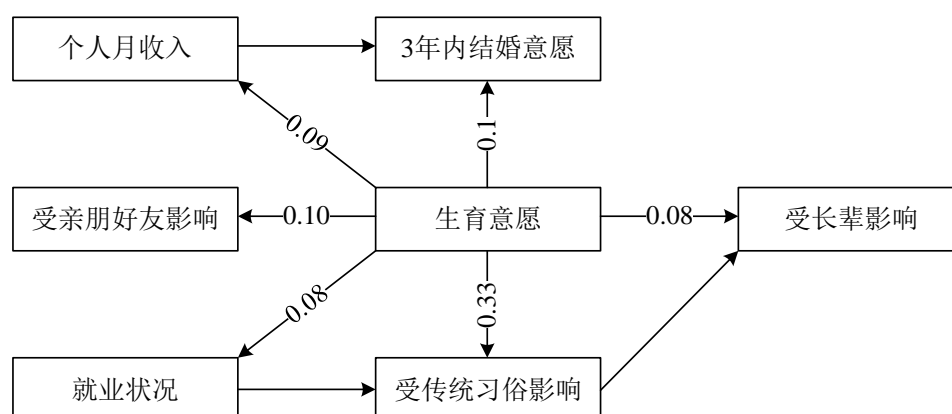 个人月收入
3年内结婚意愿
0.09
0.1
受亲朋好友影响
0.10
生育意愿
0.08
受长辈影响
0.08
0.33
就业状况
受传统习俗影响